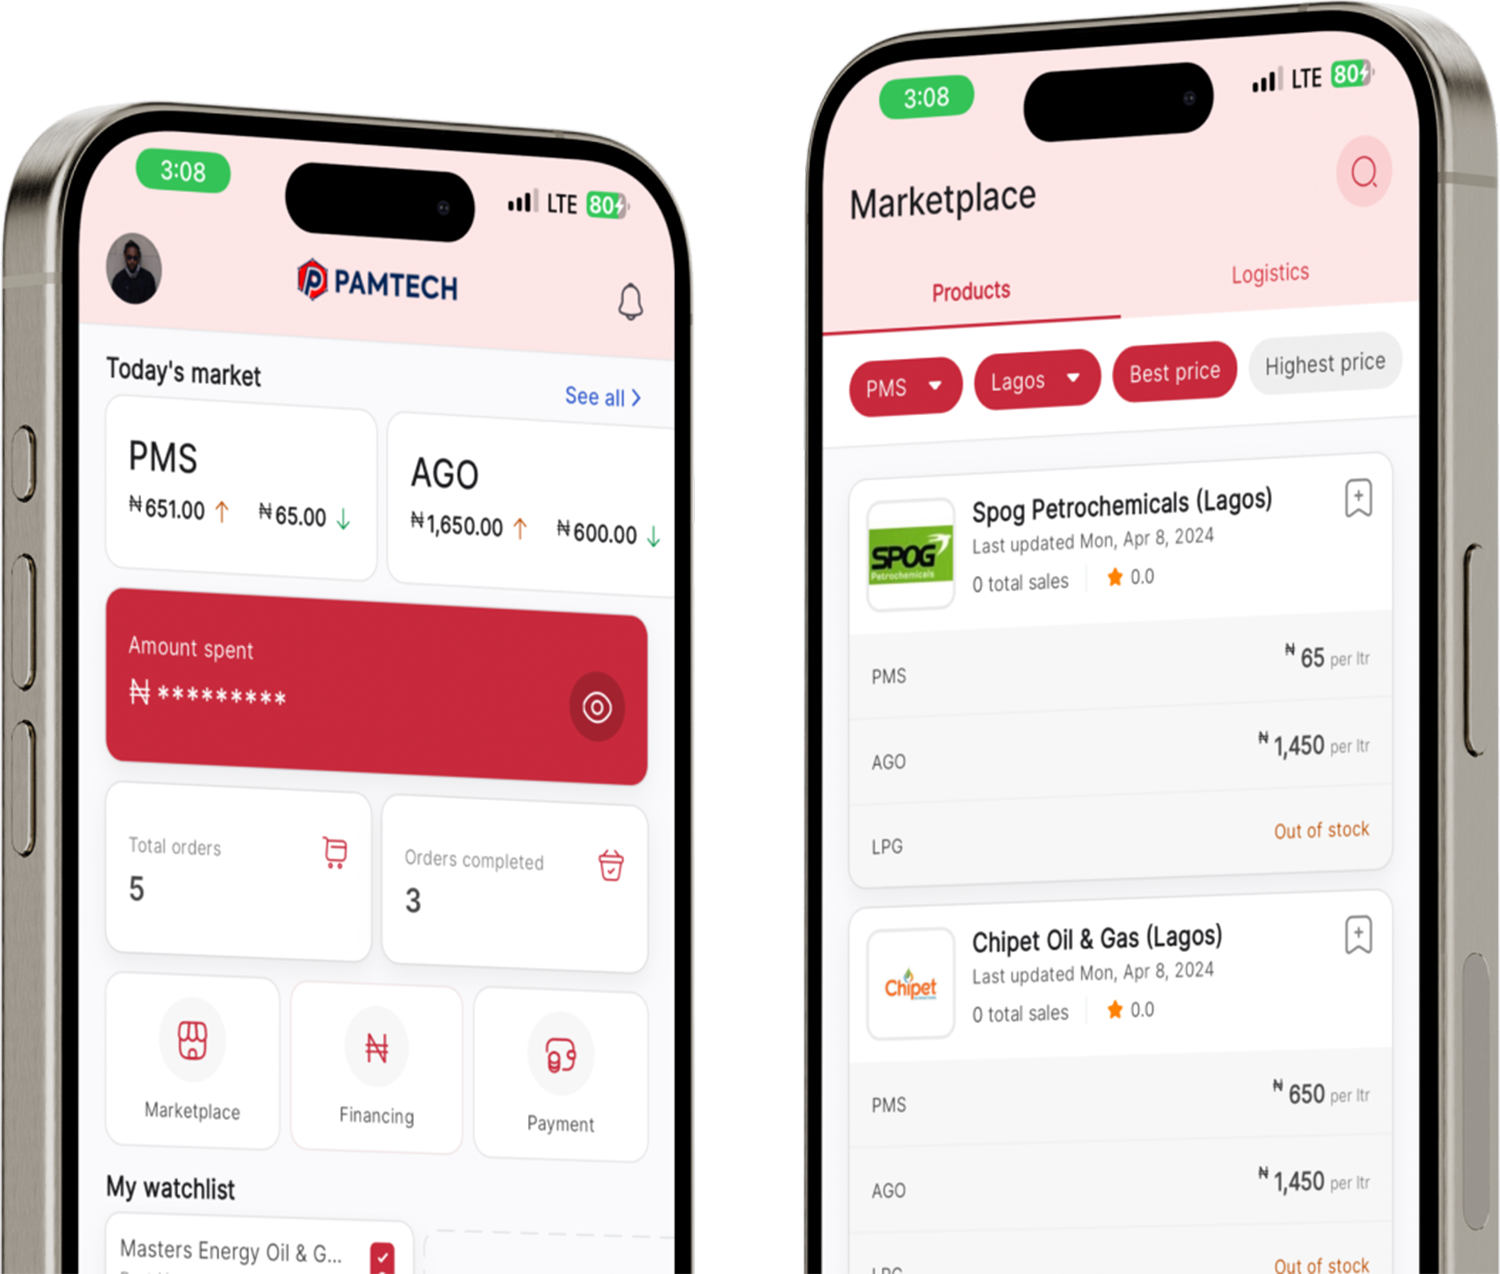 3:08
LTE 80
PAMTECH
Today's market
See all >
PMS
₦651.00 ↑ ₦65.00 ↓
AGO
₦1,650.00 ↑ ₦600.00 ↓
Amount spent
₦ *********
Total orders
5
Orders completed
3
Marketplace
Financing
Payment
My watchlist
Masters Energy Oil & G...
3:08
LTE 80
Marketplace
Products
Logistics
PMS
Lagos
Best price
Highest price
SPOG
Petrochemicals
Spog Petrochemicals (Lagos)
Last updated Mon, Apr 8, 2024
0 total sales
0.0
PMS ₦ 65 per ltr
AGO ₦ 1,450 per ltr
LPG Out of stock
Chipet
Chipet Oil & Gas (Lagos)
Last updated Mon, Apr 8, 2024
0 total sales
0.0
PMS ₦ 650 per ltr
AGO ₦ 1,450 per ltr
LPG Out of stock